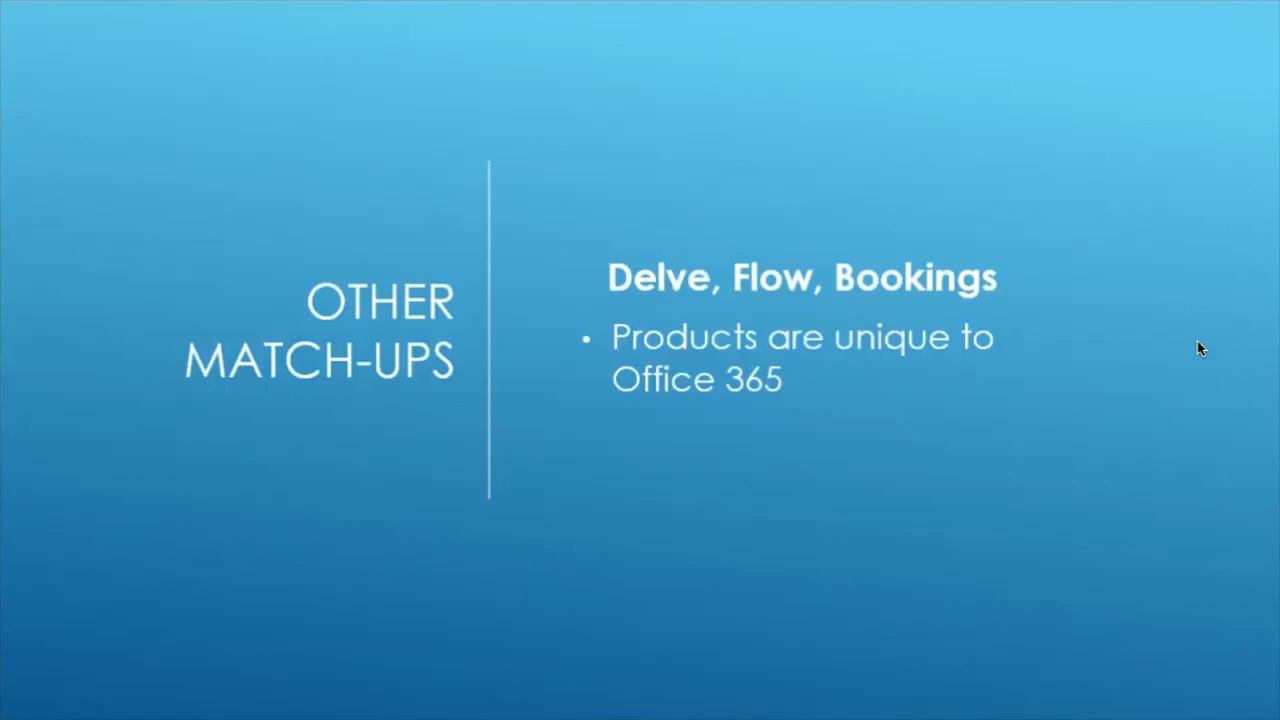 OTHER
MATCH-UPS
Delve, Flow, Bookings
• Products are unique to
Office 365